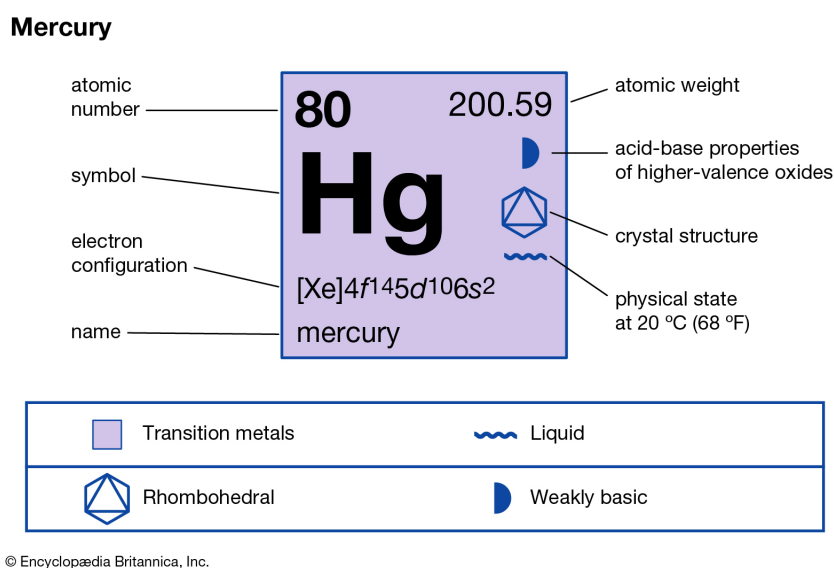 Mercury
atomic
number
80
200.59
atomic weight
acid-base properties
of higher-valence oxides
symbol
Hg
crystal structure
electron
configuration
[Xe]4f145d106s2
physical state
at 20 ºC (68 ºF)
name
mercury
Transition metals
Liquid
Rhombohedral
Weakly basic
© Encyclopædia Britannica, Inc.